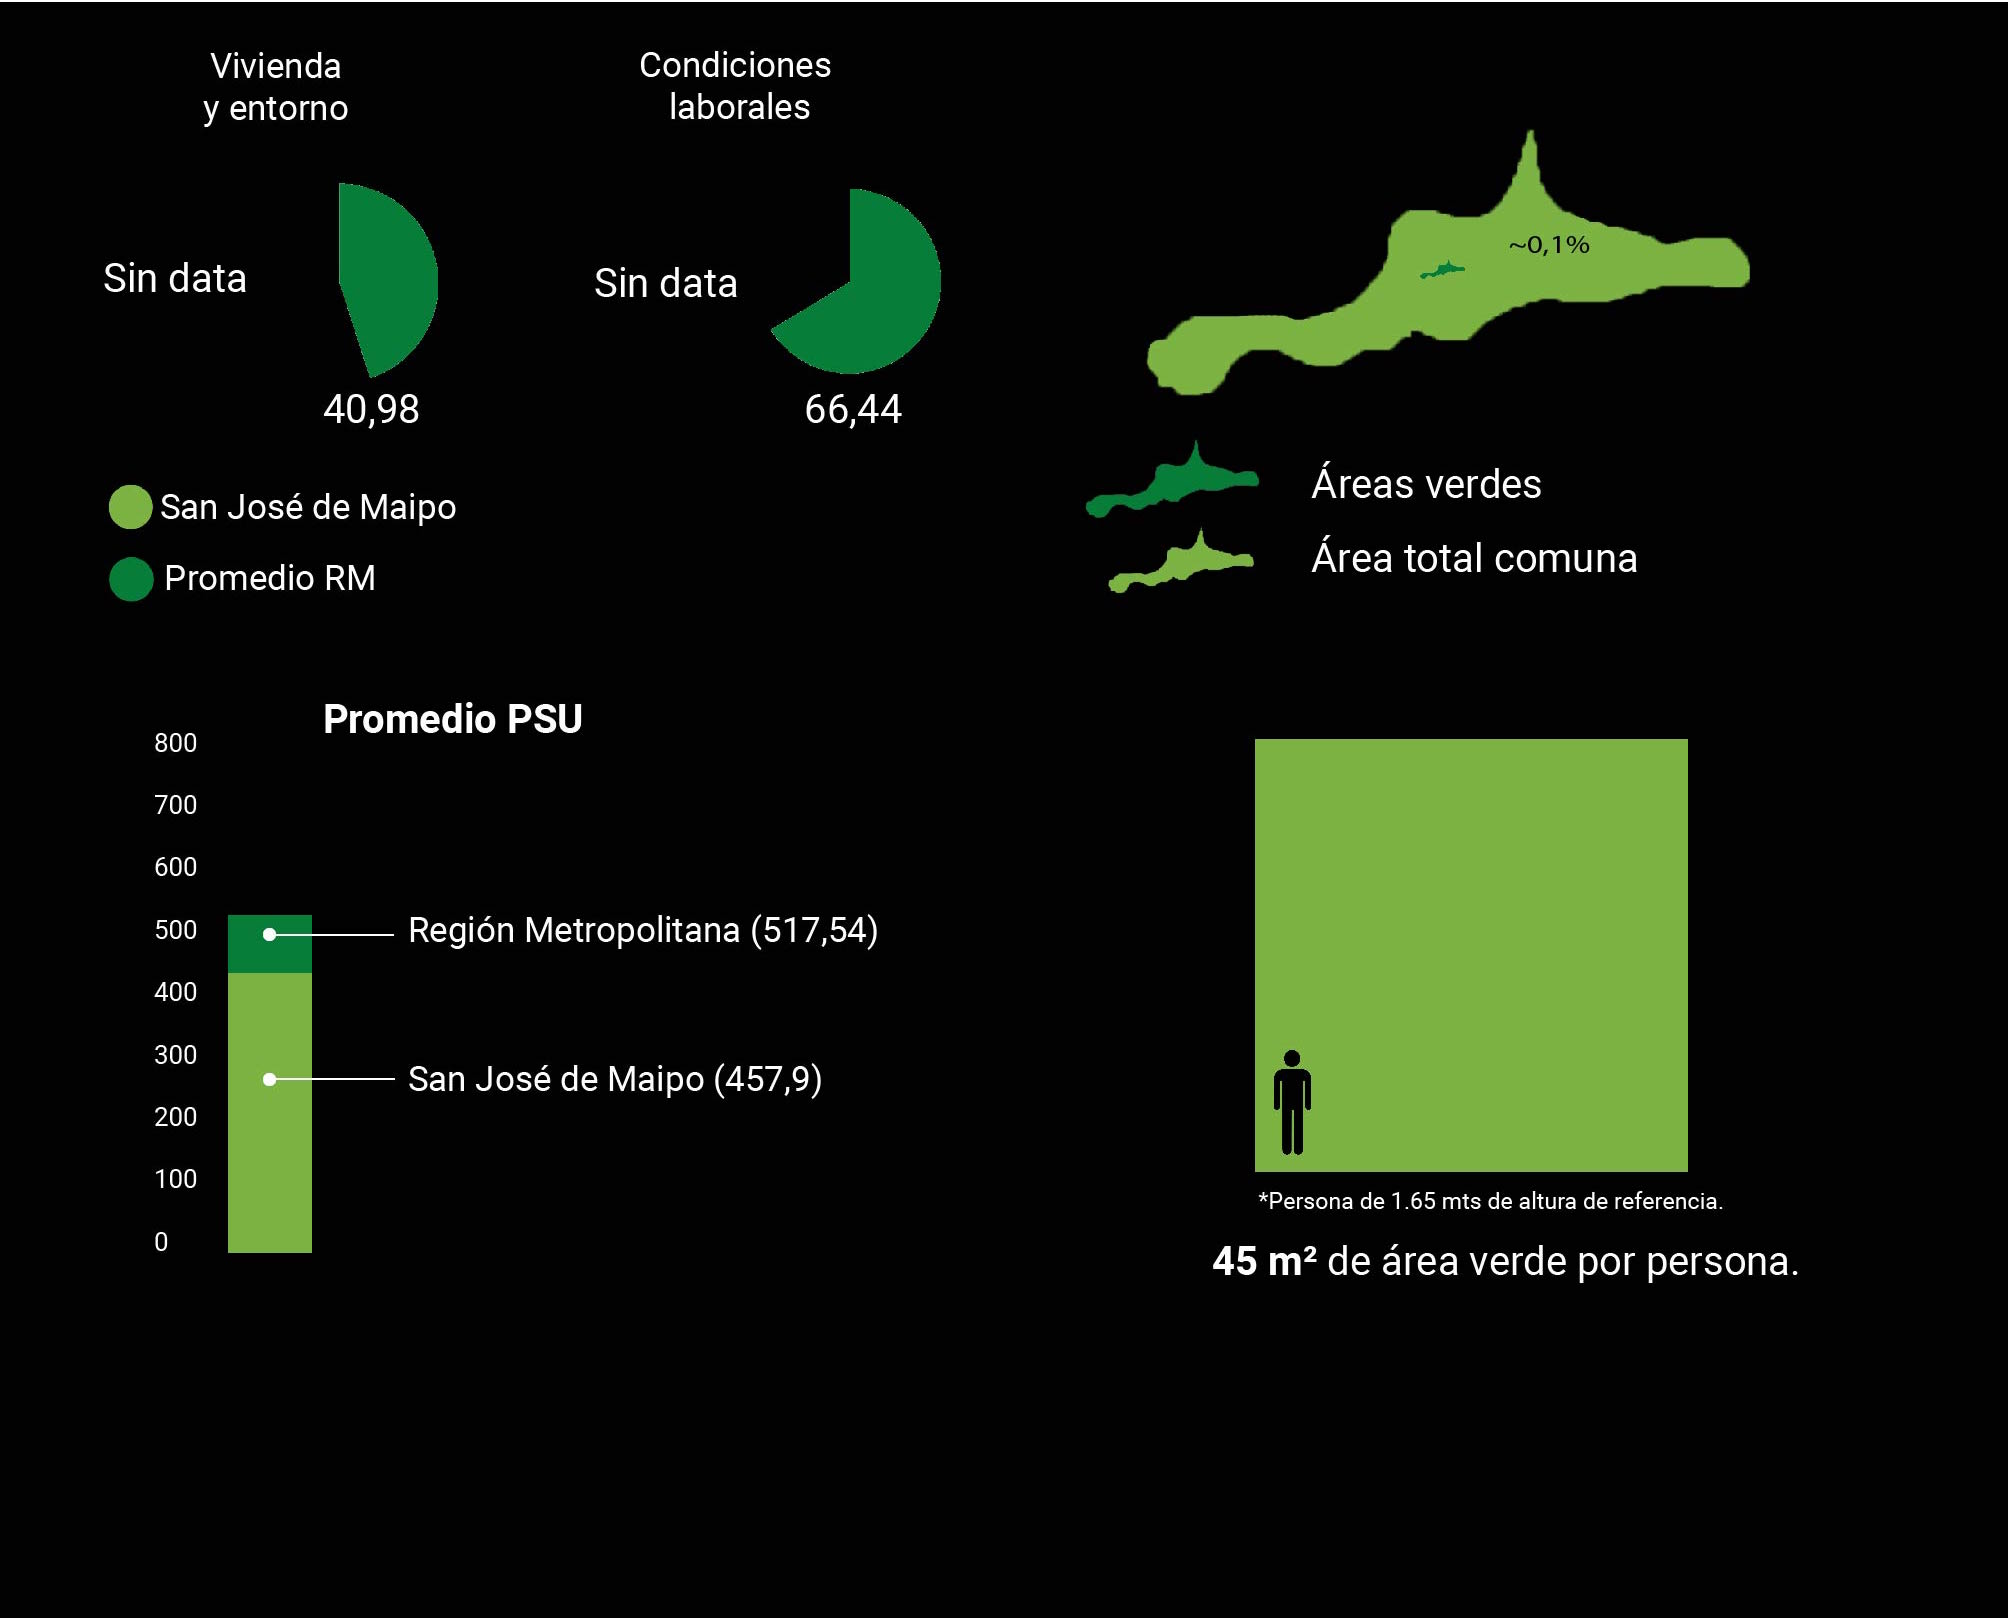 Vivienda
y entorno
Condiciones
laborales
~0,1%
Sin data
Sin data
40,98
66,44
San José de Maipo
Promedio RM
Áreas verdes
Área total comuna
Promedio PSU
800
700
600
500
400
300
200
100
0
Región Metropolitana (517,54)
San José de Maipo (457,9)
*Persona de 1.65 mts de altura de referencia.
45 m² de área verde por persona.